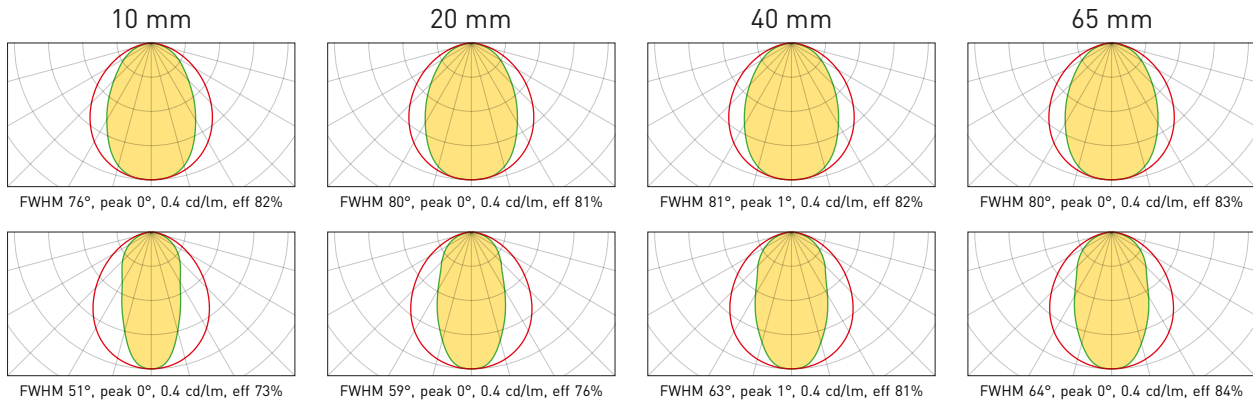 10 mm
20 mm
40 mm
65 mm
FWHM 76°, peak 0°, 0.4 cd/lm, eff 82%
FWHM 80°, peak 0°, 0.4 cd/lm, eff 81%
FWHM 81°, peak 1°, 0.4 cd/lm, eff 82%
FWHM 80°, peak 0°, 0.4 cd/lm, eff 83%
FWHM 51°, peak 0°, 0.4 cd/lm, eff 73%
FWHM 59°, peak 0°, 0.4 cd/lm, eff 76%
FWHM 63°, peak 1°, 0.4 cd/lm, eff 81%
FWHM 64°, peak 0°, 0.4 cd/lm, eff 84%